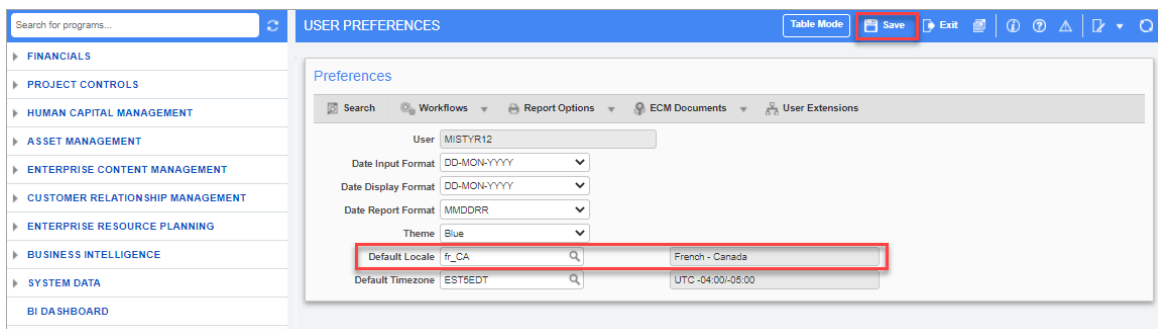 Search for programs...
USER PREFERENCES
Table Mode
Save
Exit
FINANCIALS
PROJECT CONTROLS
HUMAN CAPITAL MANAGEMENT
ASSET MANAGEMENT
ENTERPRISE CONTENT MANAGEMENT
CUSTOMER RELATIONSHIP MANAGEMENT
ENTERPRISE RESOURCE PLANNING
BUSINESS INTELLIGENCE
SYSTEM DATA
BI DASHBOARD
Preferences
Search Workflows Report Options ECM Documents User Extensions
User MISTYR12
Date Input Format DD-MON-YYYY
Date Display Format DD-MON-YYYY
Date Report Format MMDDRR
Theme Blue
Default Locale fr_CA French - Canada
Default Timezone EST5EDT UTC -04:00/-05:00